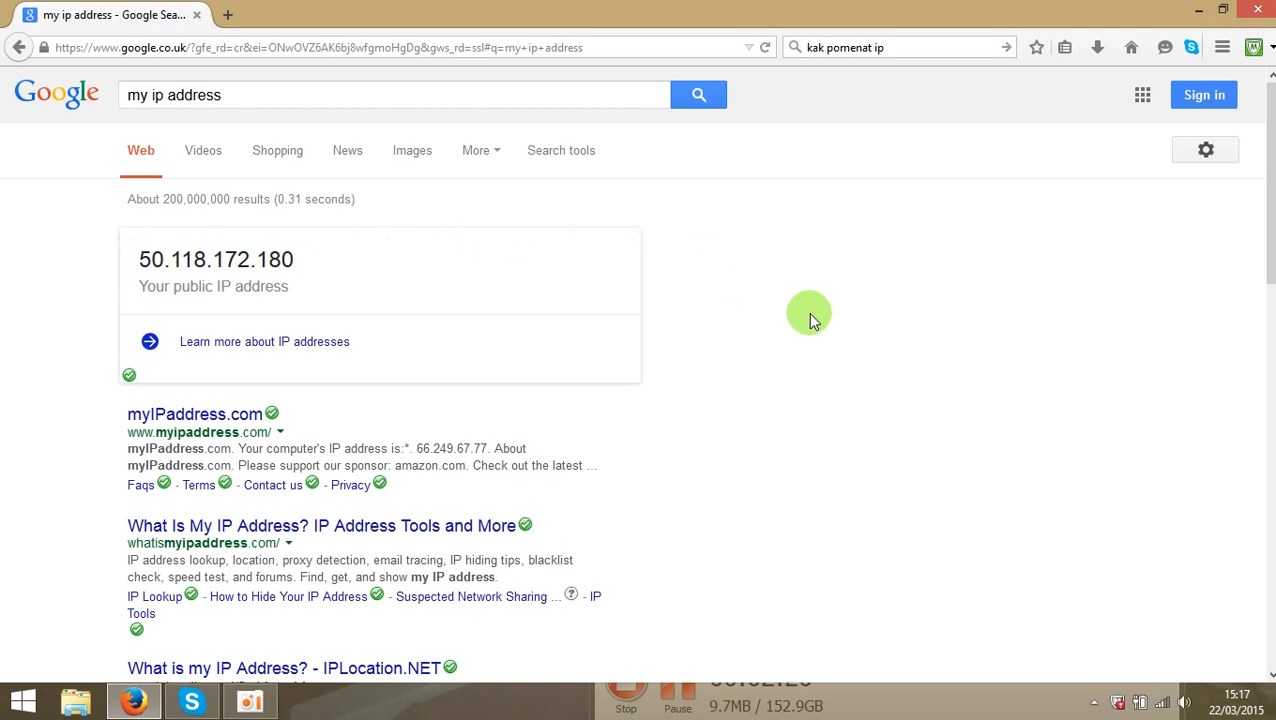 my ip address - Google Sea...
https://www.google.co.uk/?gfe_rd=cr&ei=ONwOVZ6AK6bj8wfgmoHgDg&gws_rd=ssl#q=my+ip+address
kak pomenat ip
Google
my ip address
Sign in
Web
Videos
Shopping
News
Images
More
Search tools
About 200,000,000 results (0.31 seconds)
50.118.172.180
Your public IP address
Learn more about IP addresses
myIPaddress.com
www.myipaddress.com/
myIPaddress.com. Your computer's IP address is:*. 66.249.67.77. About
myIPaddress.com. Please support our sponsor: amazon.com. Check out the latest ...
Faqs - Terms - Contact us - Privacy
What Is My IP Address? IP Address Tools and More
whatismyipaddress.com/
IP address lookup, location, proxy detection, email tracing, IP hiding tips, blacklist
check, speed test, and forums. Find, get, and show my IP address.
IP Lookup - How to Hide Your IP Address - Suspected Network Sharing ... - IP
Tools
What is my IP Address? - IPLocation.NET
Stop
Pause
9.7MB / 152.9GB
15:17
22/03/2015